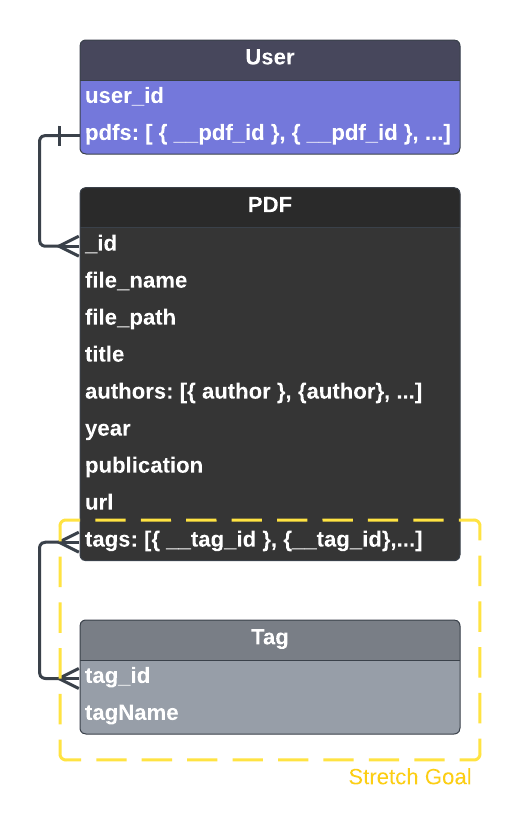 User
user_id
pdfs: [ { __pdf_id }, { __pdf_id }, ...]
PDF
_id
file_name
file_path
title
authors: [{ author }, {author}, ...]
year
publication
url
tags: [{ __tag_id }, {__tag_id},...]
Tag
tag_id
tagName
Stretch Goal